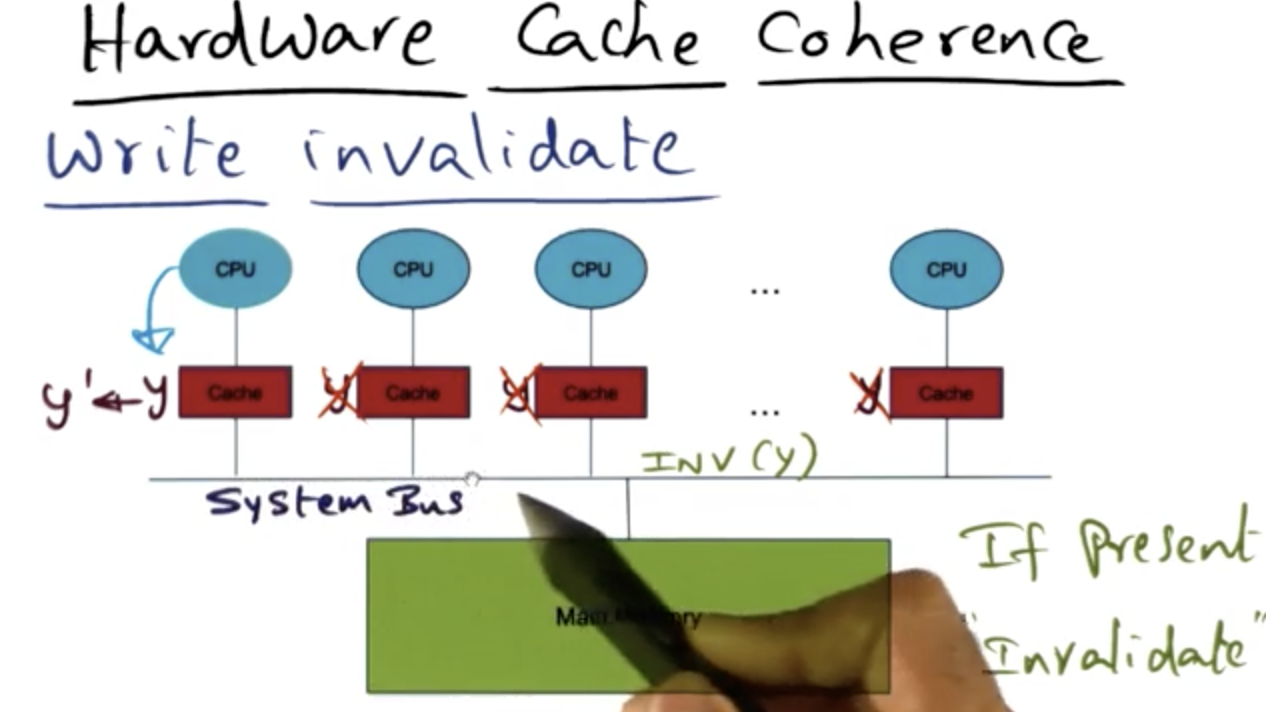 Hardware Cache Coherence
Write invalidate
CPU CPU CPU ... CPU
y' ← y Cache y Cache y Cache ... y Cache
INV (Y)
System Bus
If Present
Main Memory
"Invalidate"